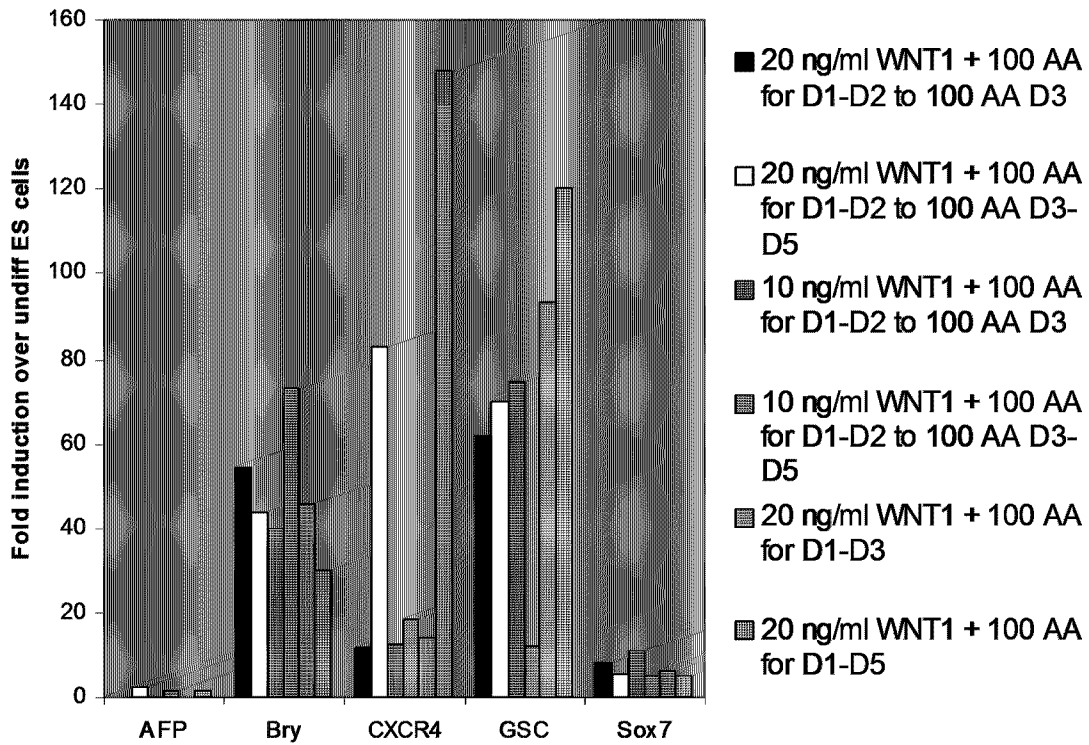 160
140
120
100
80
60
40
20
0
Fold induction over undiff ES cells
AFP
Bry
CXCR4
GSC
Sox7
20 ng/ml WNT1 + 100 AA
for D1-D2 to 100 AA D3
20 ng/ml WNT1 + 100 AA
for D1-D2 to 100 AA D3-
D5
10 ng/ml WNT1 + 100 AA
for D1-D2 to 100 AA D3
10 ng/ml WNT1 + 100 AA
for D1-D2 to 100 AA D3-
D5
20 ng/ml WNT1 + 100 AA
for D1-D3
20 ng/ml WNT1 + 100 AA
for D1-D5